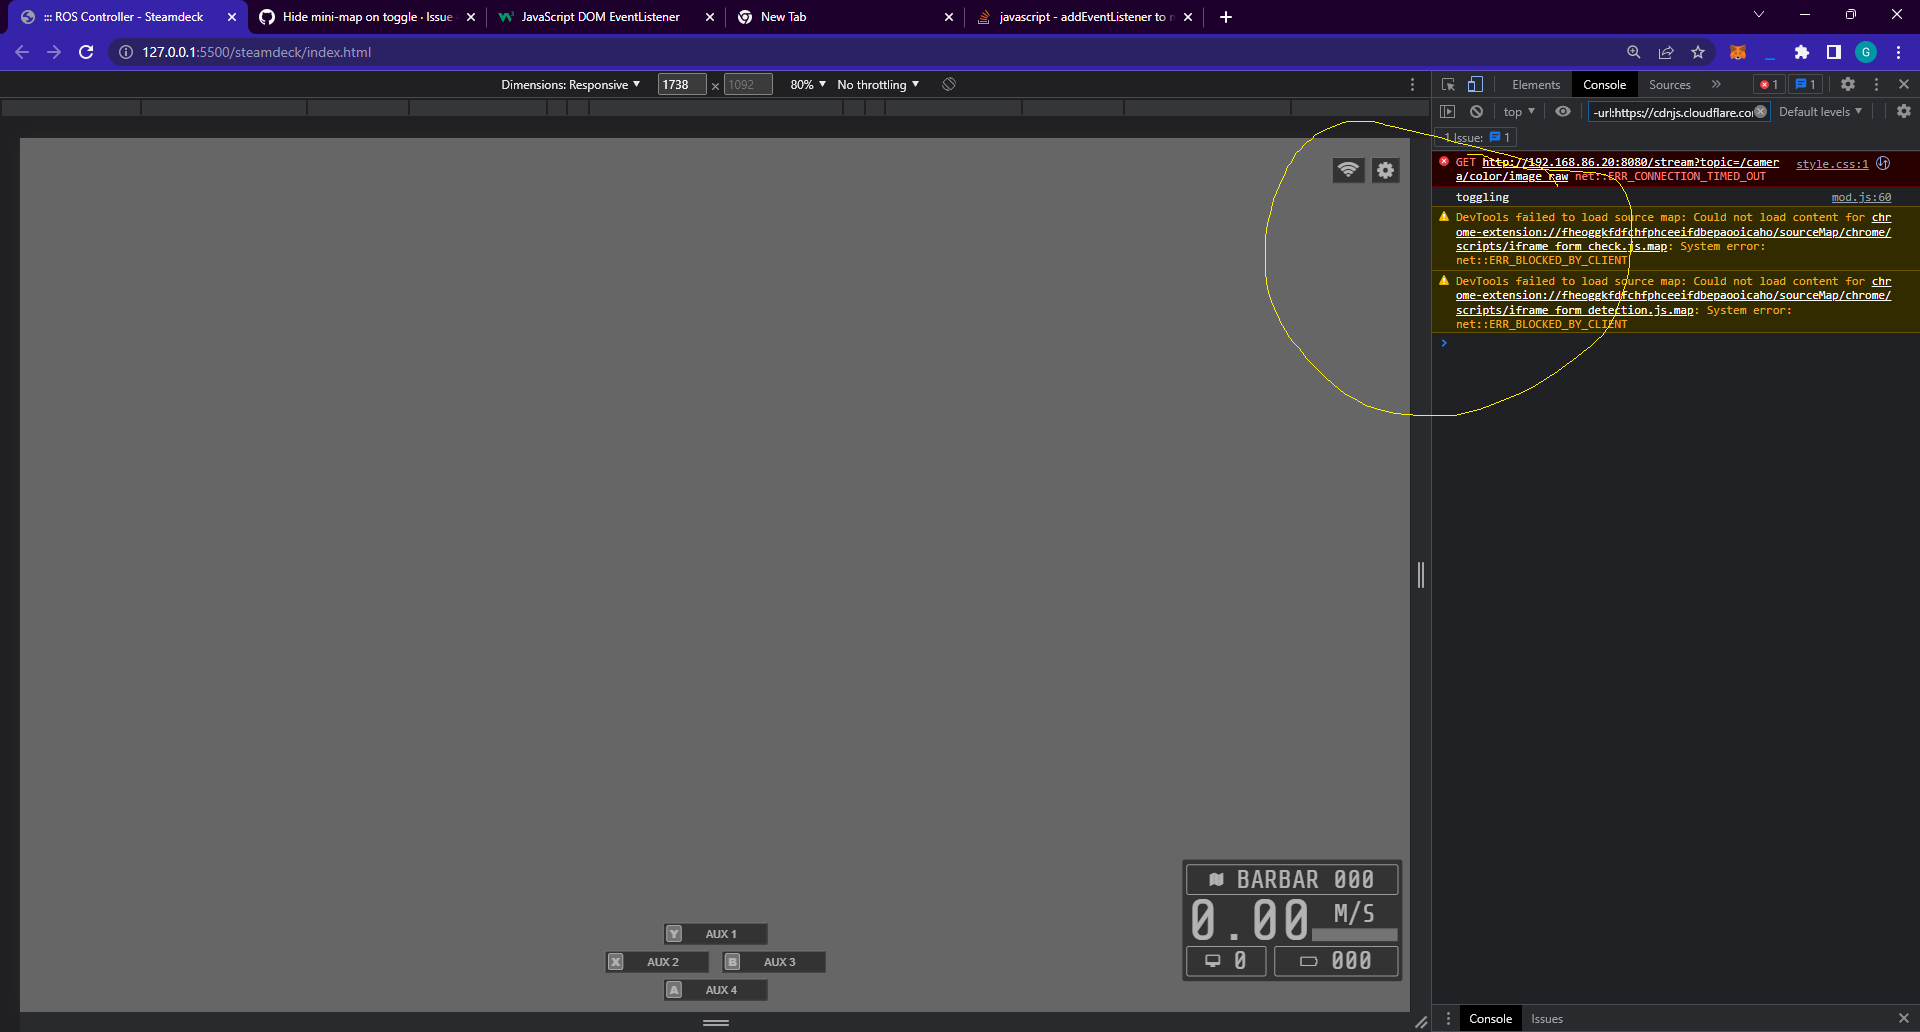 ::: ROS Controller - Steamdeck
Hide mini-map on toggle · Issue
JavaScript DOM EventListener
New Tab
javascript - addEventListener to
127.0.0.1:5500/steamdeck/index.html
G
Dimensions: Responsive
1738
×
1092
80%
No throttling
Elements
Console
Sources
»
1
1
top
-url:https://cdnjs.cloudflare.co
Default levels
1 Issue:
1
GET http://192.168.86.20:8080/stream?topic=/camer
a/color/image_raw net::ERR_CONNECTION_TIMED_OUT
style.css:1
toggling
mod.js:60
DevTools failed to load source map: Could not load content for chr
ome-extension://fheoggkfdfchfphceeifdbepaooicaho/sourceMap/chrome/
scripts/iframe_form_check.js.map: System error:
net::ERR_BLOCKED_BY_CLIENT
DevTools failed to load source map: Could not load content for chr
ome-extension://fheoggkfdfchfphceeifdbepaooicaho/sourceMap/chrome/
scripts/iframe_form_detection.js.map: System error:
net::ERR_BLOCKED_BY_CLIENT
BARBAR 000
0.00 M/S
0
000
Y AUX 1
X AUX 2
B AUX 3
A AUX 4
Console
Issues